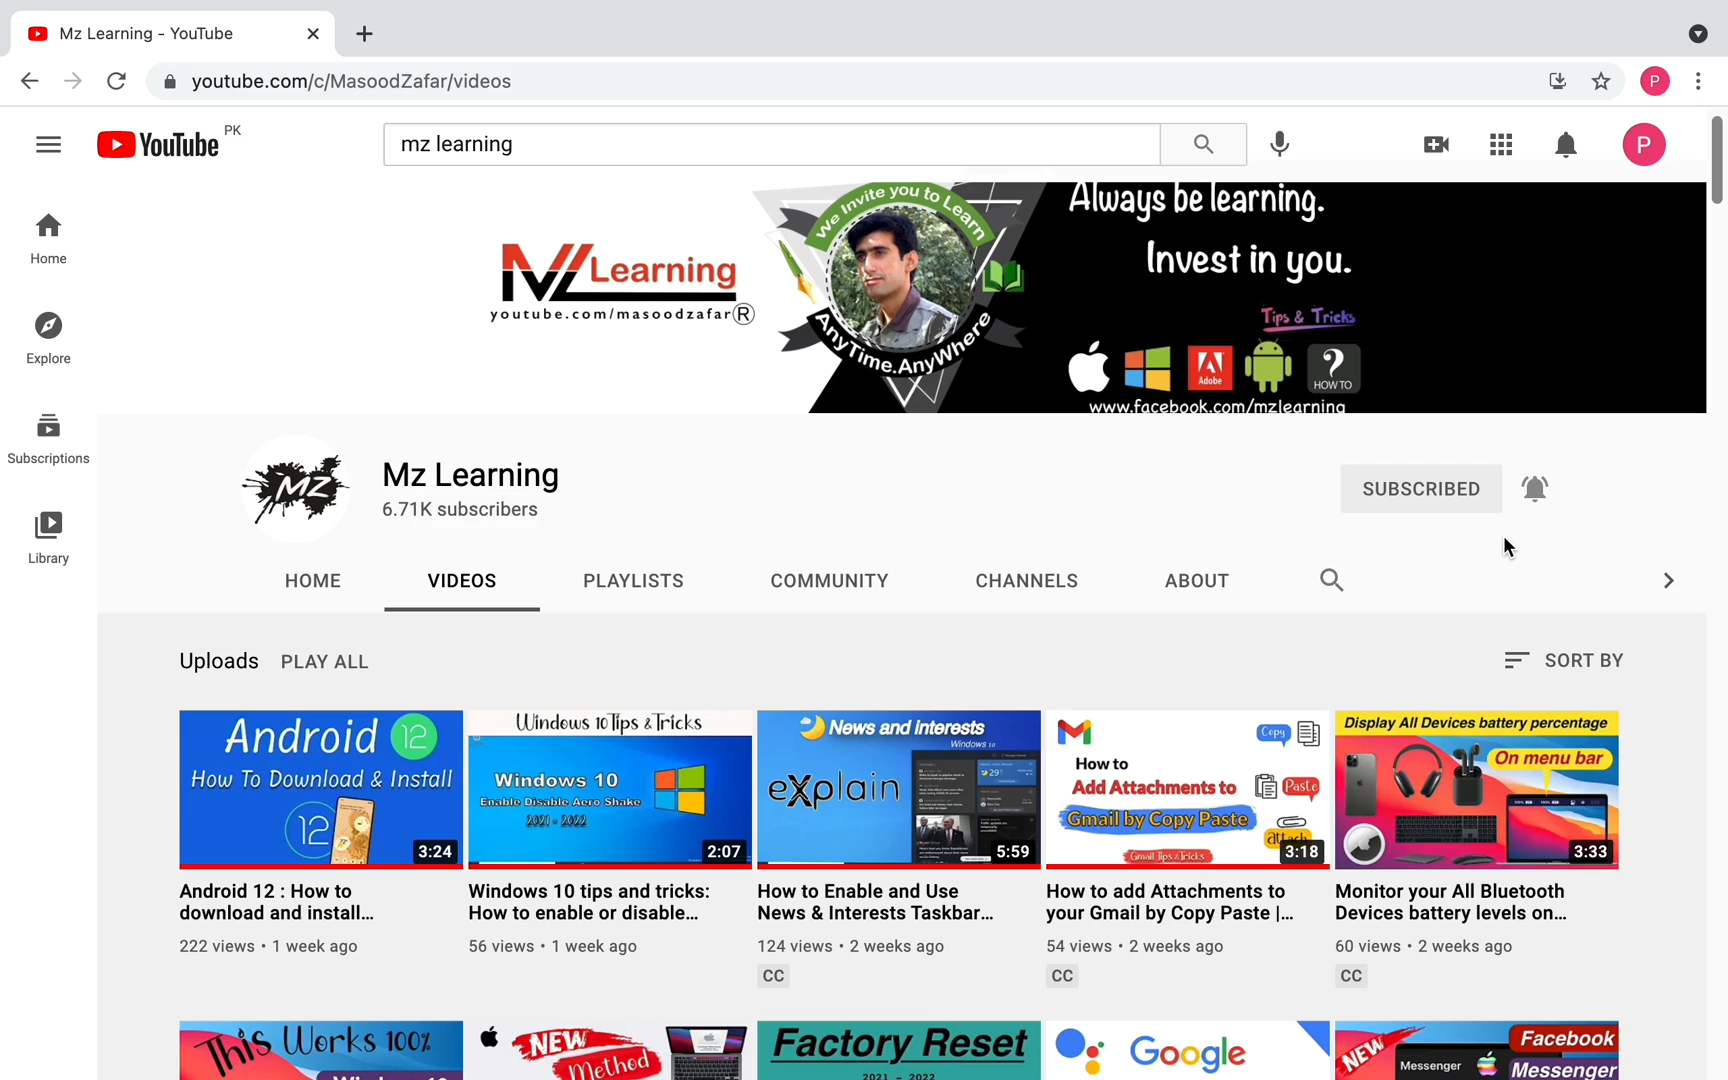 Mz Learning - YouTube
youtube.com/c/MasoodZafar/videos
P
YouTube PK
mz learning
P
Home
Explore
Subscriptions
Library
MZ Learning
youtube.com/masoodzafar®
We Invite you to Learn
AnyTime.AnyWhere
Always be learning.
Invest in you.
Tips & Tricks
Adobe
?
HOW TO
www.facebook.com/mzlearning
MZ
Mz Learning
6.71K subscribers
SUBSCRIBED
HOME VIDEOS PLAYLISTS COMMUNITY CHANNELS ABOUT
Uploads PLAY ALL
SORT BY
Android 12
How To Download & Install
12
3:24
Android 12 : How to
download and install...
222 views • 1 week ago
Windows 10 Tips & Tricks
Windows 10
Enable Disable Aero Shake
2021 - 2022
2:07
Windows 10 tips and tricks:
How to enable or disable...
56 views • 1 week ago
News and interests
Windows 10
explain
29°
5:59
How to Enable and Use
News & Interests Taskbar...
124 views • 2 weeks ago
CC
Copy
How to
Add Attachments to
Paste
Gmail by Copy Paste
attach
Gmail Tips & Tricks
3:18
How to add Attachments to
your Gmail by Copy Paste |...
54 views • 2 weeks ago
CC
Display All Devices battery percentage
On menu bar
3:33
Monitor your All Bluetooth
Devices battery levels on...
60 views • 2 weeks ago
CC
This Works 100%
NEW
Method
Factory Reset
2021 - 2022
Google
NEW
Facebook
Messenger
Messenger